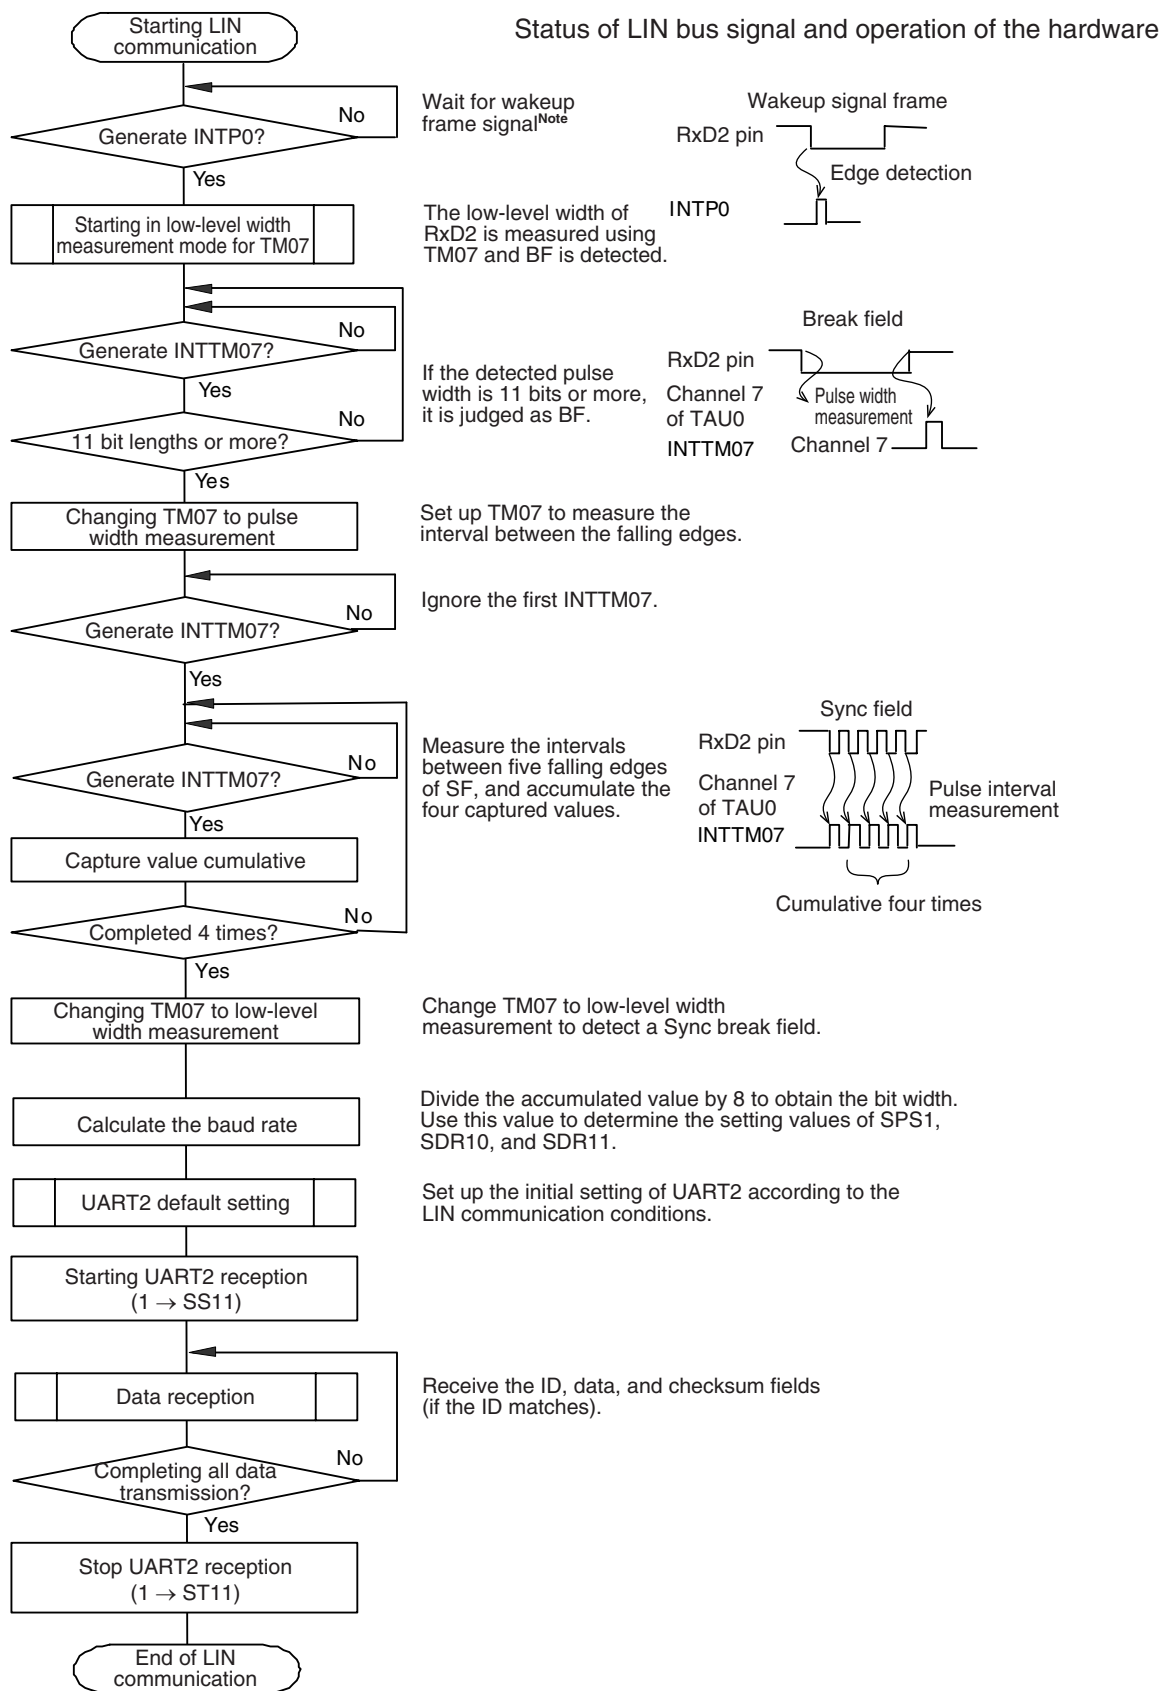 Starting LIN
communication
Status of LIN bus signal and operation of the hardware
Generate INTP0?
No
Yes
Wait for wakeup
frame signalNote
Wakeup signal frame
RxD2 pin
Edge detection
INTP0
Starting in low-level width
measurement mode for TM07
The low-level width of
RxD2 is measured using
TM07 and BF is detected.
Generate INTTM07?
No
Yes
11 bit lengths or more?
No
Yes
If the detected pulse
width is 11 bits or more,
it is judged as BF.
Break field
RxD2 pin
Channel 7
of TAU0
Pulse width
measurement
INTTM07
Channel 7
Changing TM07 to pulse
width measurement
Set up TM07 to measure the
interval between the falling edges.
Generate INTTM07?
No
Yes
Ignore the first INTTM07.
Generate INTTM07?
No
Yes
Measure the intervals
between five falling edges
of SF, and accumulate the
four captured values.
Sync field
RxD2 pin
Channel 7
of TAU0
Pulse interval
measurement
INTTM07
Cumulative four times
Capture value cumulative
Completed 4 times?
No
Yes
Changing TM07 to low-level
width measurement
Change TM07 to low-level width
measurement to detect a Sync break field.
Calculate the baud rate
Divide the accumulated value by 8 to obtain the bit width.
Use this value to determine the setting values of SPS1,
SDR10, and SDR11.
UART2 default setting
Set up the initial setting of UART2 according to the
LIN communication conditions.
Starting UART2 reception
(1 → SS11)
Data reception
Receive the ID, data, and checksum fields
(if the ID matches).
Completing all data
transmission?
No
Yes
Stop UART2 reception
(1 → ST11)
End of LIN
communication